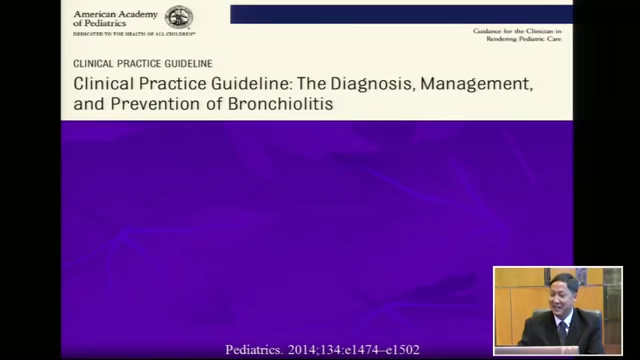 American Academy
of Pediatrics
DEDICATED TO THE HEALTH OF ALL CHILDREN™
Guidance for the Clinician in
Rendering Pediatric Care
CLINICAL PRACTICE GUIDELINE
Clinical Practice Guideline: The Diagnosis, Management,
and Prevention of Bronchiolitis
Pediatrics. 2014;134:e1474–e1502